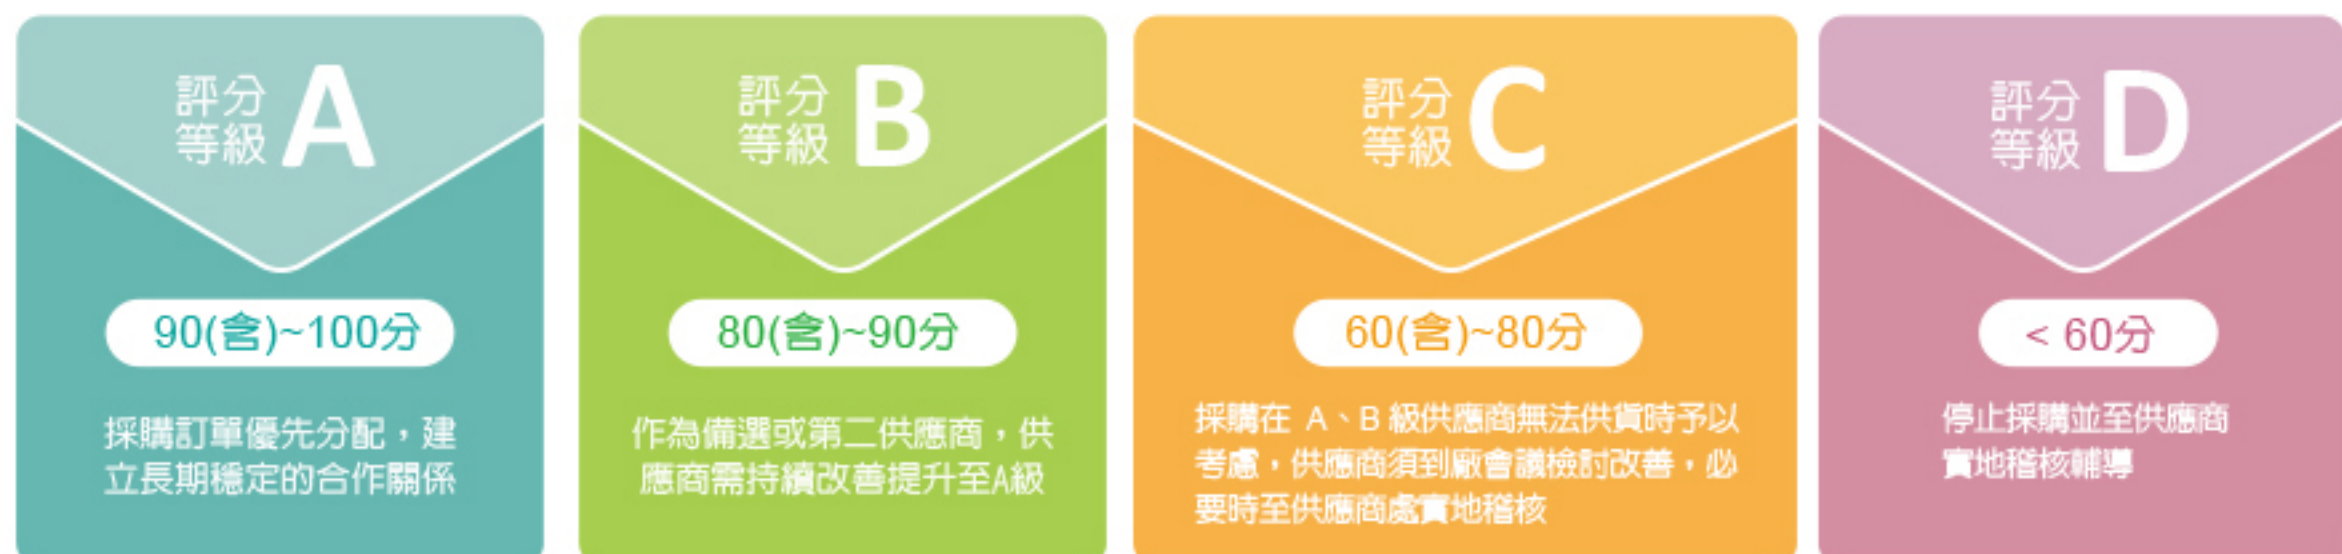 評分
等級 A
90(含)~100分
採購訂單優先分配，建
立長期穩定的合作關係
評分
等級 B
80(含)~90分
作為備選或第二供應商，供
應商需持續改善提升至A級
評分
等級 C
60(含)~80分
採購在 A、B 級供應商無法供貨時予以
考慮，供應商須到廠會議檢討改善，必
要時至供應商處實地稽核
評分
等級 D
< 60分
停止採購並至供應商
實地稽核輔導